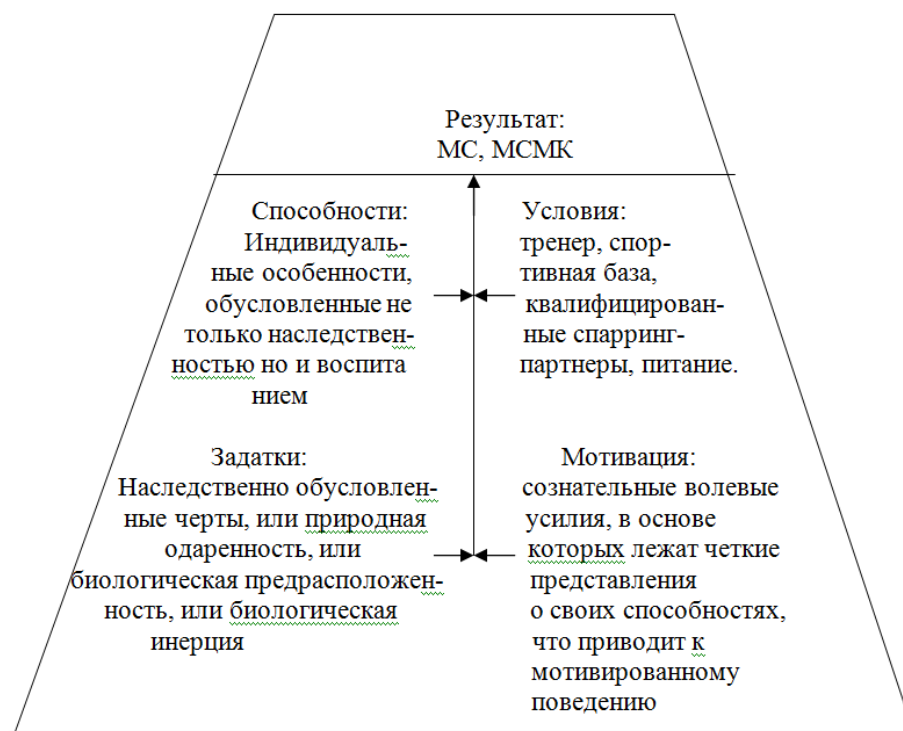 Результат:
МС, МСМК
Способности:
Индивидуаль-
ные особенности,
обусловленные не
только наследствен-
ностью но и воспита
нием
Условия:
тренер, спор-
тивная база,
квалифицирован-
ные спарринг-
партнеры, питание.
Задатки:
Наследственно обусловлен-
ные черты, или природная
одаренность, или
биологическая предрасположен-
ность, или биологическая
инерция
Мотивация:
сознательные волевые
усилия, в основе
которых лежат четкие
представления
о своих способностях,
что приводит к
мотивированному
поведению